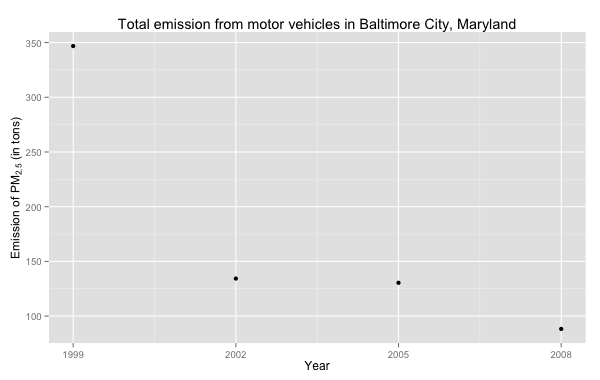 Total emission from motor vehicles in Baltimore City, Maryland
350
300
250
200
150
100
Emission of PM2.5 (in tons)
1999 2002 2005 2008
Year